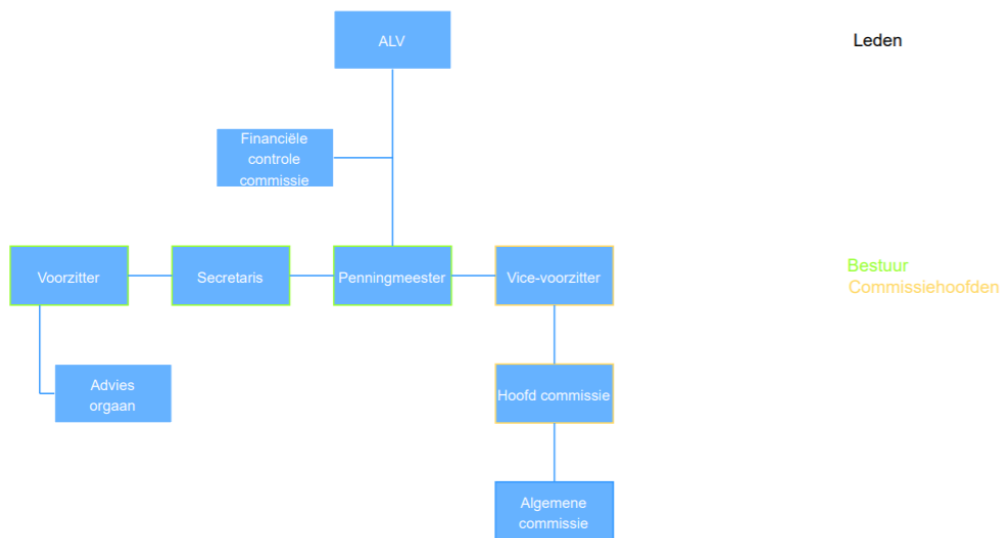 ALV
Leden
Financiële
controle
commissie
Voorzitter
Secretaris
Penningmeester
Vice-voorzitter
Bestuur
Commissiehoofden
Advies
orgaan
Hoofd commissie
Algemene
commissie